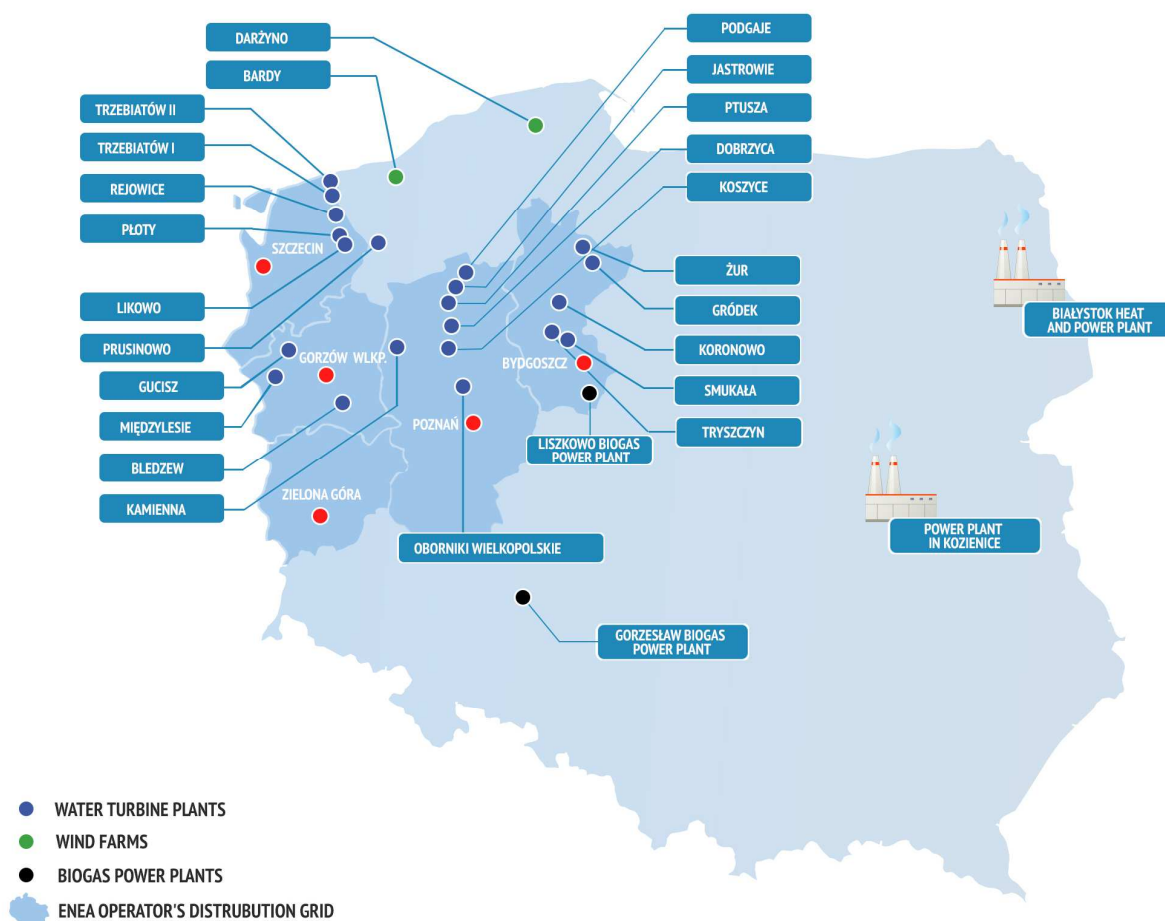 DARŻYNO
BARDY
TRZEBIATÓW II
TRZEBIATÓW I
REJOWICE
PŁOTY
LIKOWO
PRUSINOWO
GUCISZ
MIĘDZYLESIE
BLEDZEW
KAMIENNA
SZCZECIN
GORZÓW WLKP.
ZIELONA GÓRA
POZNAŃ
BYDGOSZCZ
PODGAJE
JASTROWIE
PTUSZA
DOBRZYCA
KOSZYCE
ŻUR
GRÓDEK
KORONOWO
SMUKAŁA
TRYSZCZYN
LISZKOWO BIOGAS
POWER PLANT
OBORNIKI WIELKOPOLSKIE
GORZESŁAW BIOGAS
POWER PLANT
BIAŁYSTOK HEAT
AND POWER PLANT
POWER PLANT
IN KOZIENICE
WATER TURBINE PLANTS
WIND FARMS
BIOGAS POWER PLANTS
ENEA OPERATOR'S DISTRUBUTION GRID